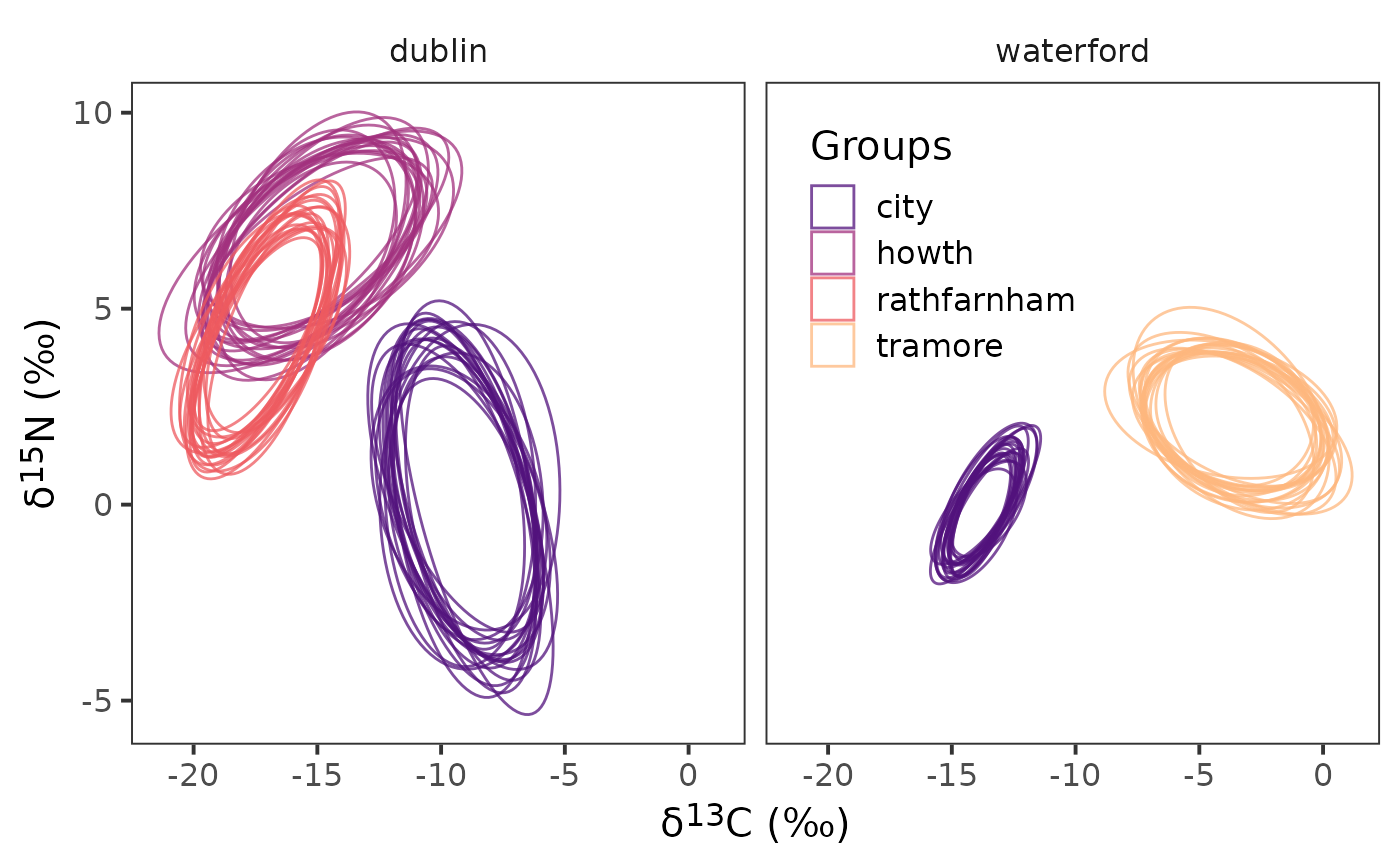 dublin
waterford
10
5
0
-5
δ15N (‰)
Groups
city
howth
rathfarnham
tramore
-20 -15 -10 -5 0
-20 -15 -10 -5 0
δ13C (‰)